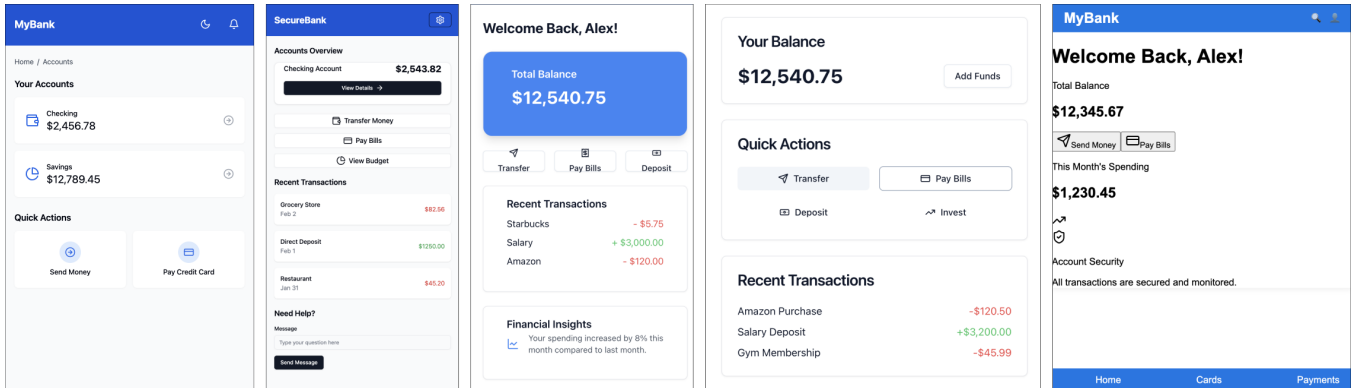 MyBank
Home / Accounts
Your Accounts
Checking
$2,456.78
Savings
$12,789.45
Quick Actions
Send Money
Pay Credit Card
SecureBank
Accounts Overview
Checking Account
$2,543.82
View Details →
Transfer Money
Pay Bills
View Budget
Recent Transactions
Grocery Store
Feb 2
$82.56
Direct Deposit
Feb 1
$1250.00
Restaurant
Jan 31
$45.20
Need Help?
Message
Type your question here
Send Message
Welcome Back, Alex!
Total Balance
$12,540.75
Transfer
Pay Bills
Deposit
Recent Transactions
Starbucks - $5.75
Salary + $3,000.00
Amazon - $120.00
Financial Insights
Your spending increased by 8% this
month compared to last month.
Your Balance
$12,540.75
Add Funds
Quick Actions
Transfer
Pay Bills
Deposit
Invest
Recent Transactions
Amazon Purchase -$120.50
Salary Deposit +$3,200.00
Gym Membership -$45.99
MyBank
Welcome Back, Alex!
Total Balance
$12,345.67
Send Money
Pay Bills
This Month's Spending
$1,230.45
Account Security
All transactions are secured and monitored.
Home Cards Payments